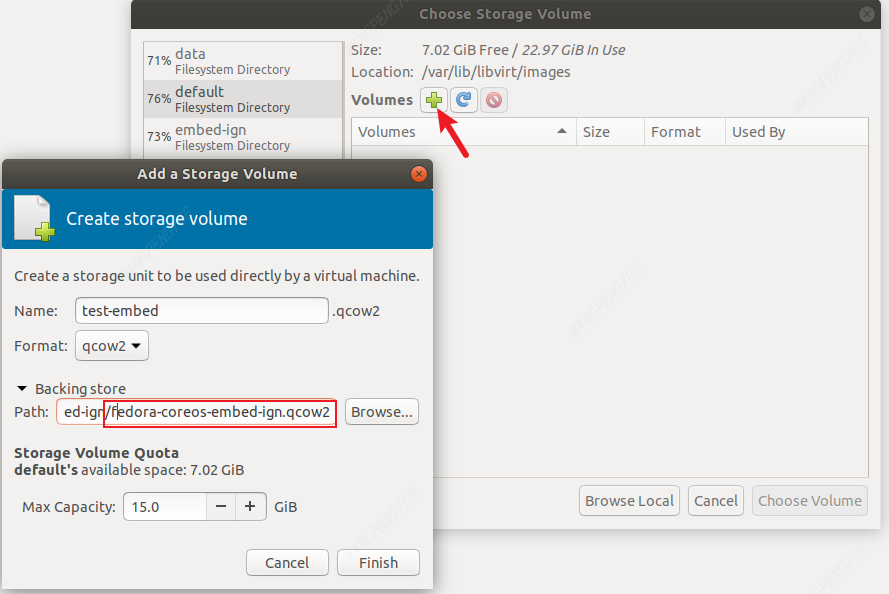 Choose Storage Volume
71% data
Filesystem Directory
76% default
Filesystem Directory
73% embed-ign
Filesystem Directory
Size: 7.02 GiB Free / 22.97 GiB In Use
Location: /var/lib/libvirt/images
Volumes
Volumes Size Format Used By
Browse Local Cancel Choose Volume
Add a Storage Volume
Create storage volume
Create a storage unit to be used directly by a virtual machine.
Name: test-embed .qcow2
Format: qcow2
Backing store
Path: ed-ign/fedora-coreos-embed-ign.qcow2 Browse...
Storage Volume Quota
default's available space: 7.02 GiB
Max Capacity: 15.0 − + GiB
Cancel Finish